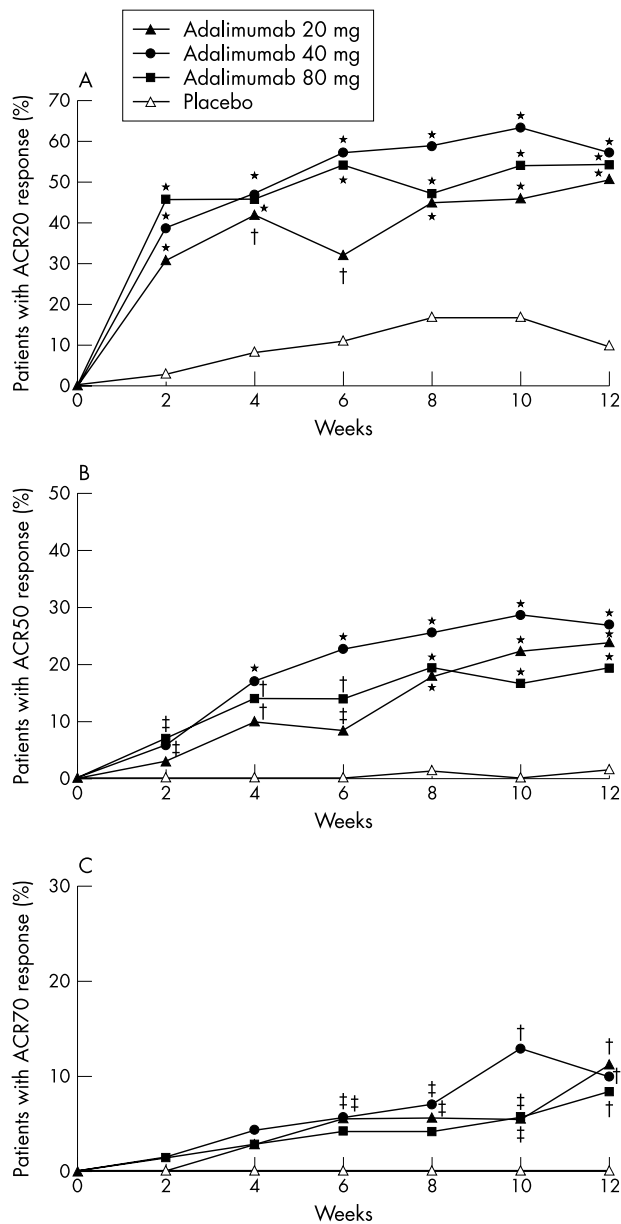 Adalimumab 20 mg
Adalimumab 40 mg
Adalimumab 80 mg
Placebo
A
Patients with ACR20 response (%)
70
60
50
40
30
20
10
0
★ ★ ★ ★ ★ ★ ★ ★ ★ ★ ★ ★ ★ ★ ★ ★
† †
0 2 4 6 8 10 12
Weeks
B
Patients with ACR50 response (%)
50
40
30
20
10
0
★ ★ ★ ★ ★ ★ ★ ★ ★ ★ ★
‡ ‡ † † † ‡
0 2 4 6 8 10 12
Weeks
C
Patients with ACR70 response (%)
30
20
10
0
‡ ‡ ‡ ‡ † ‡ ‡ † † †
0 2 4 6 8 10 12
Weeks